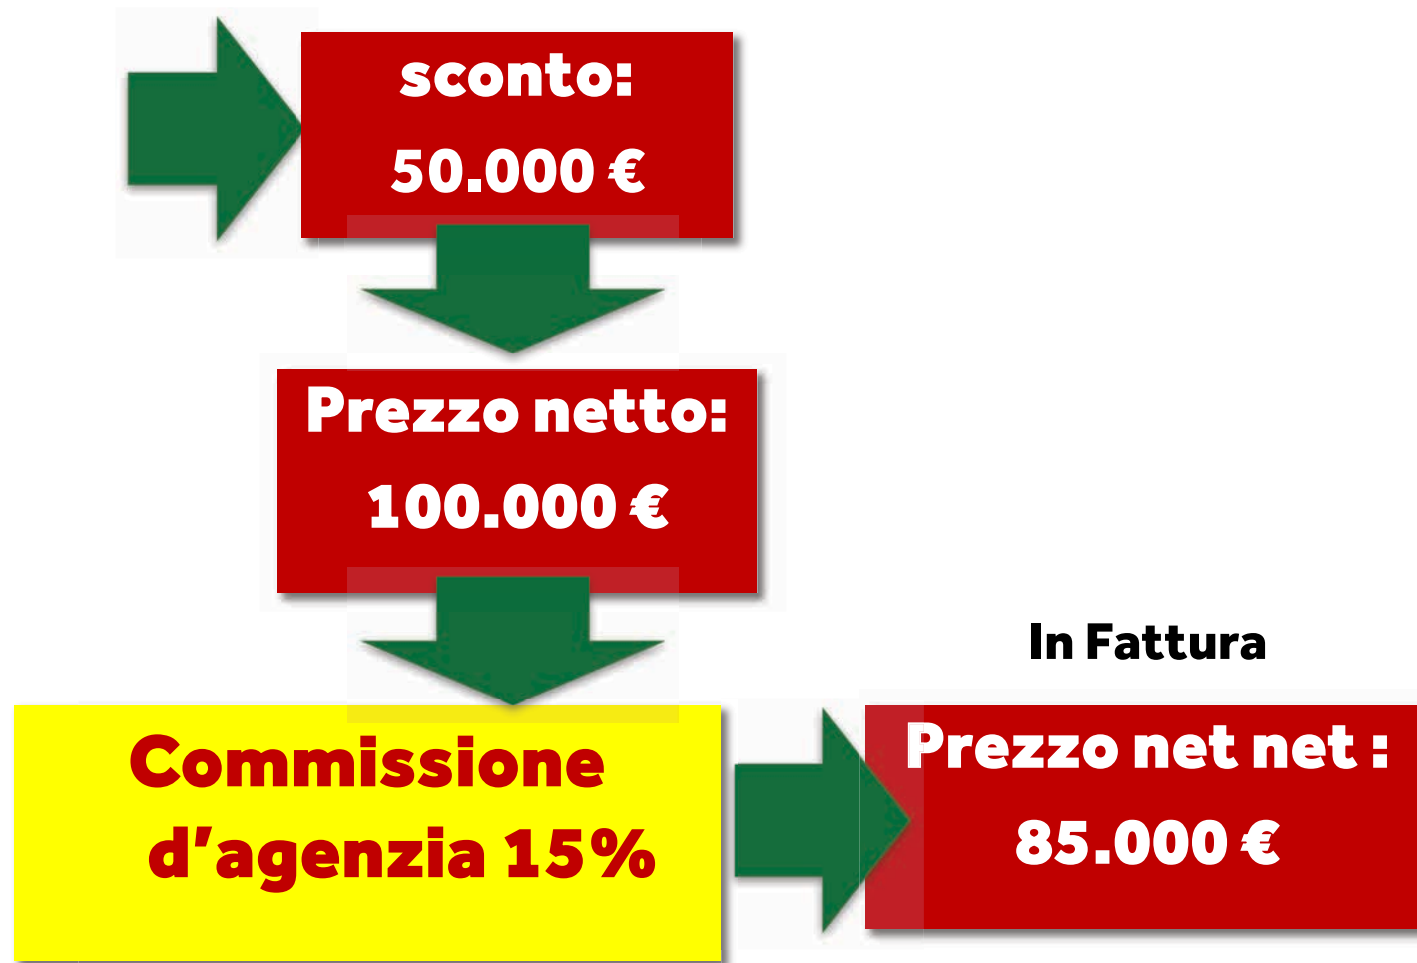 sconto:
50.000 €
Prezzo netto:
100.000 €
Commissione
d’agenzia 15%
In Fattura
Prezzo net net :
85.000 €